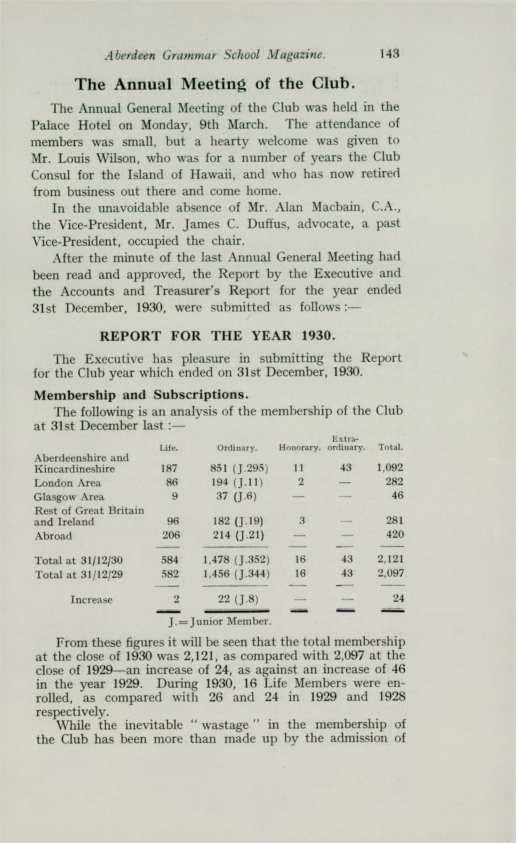 Aberdeen Grammar School Magazine. 143
The Annual Meeting of the Club.
The Annual General Meeting of the Club was held in the
Palace Hotel on Monday, 9th March. The attendance of
members was small, but a hearty welcome was given to
Mr. Louis Wilson, who was for a number of years the Club
Consul for the Island of Hawaii, and who has now retired
from business out there and come home.
In the unavoidable absence of Mr. Alan Macbain, C.A.,
the Vice-President, Mr. James C. Duffus, advocate, a past
Vice-President, occupied the chair.
After the minute of the last Annual General Meeting had
been read and approved, the Report by the Executive and
the Accounts and Treasurer's Report for the year ended
31st December, 1930, were submitted as follows :—
REPORT FOR THE YEAR 1930.
The Executive has pleasure in submitting the Report
for the Club year which ended on 31st December, 1930.
Membership and Subscriptions.
The following is an analysis of the membership of the Club
at 31st December last :—
Life. Ordinary. Honorary. Extra-ordinary. Total.
Aberdeenshire and
Kincardineshire 187 851 (J.295) 11 43 1,092
London Area 86 194 (J.11) 2 — 282
Glasgow Area 9 37 (J.6) — — 46
Rest of Great Britain
and Ireland 96 182 (J.19) 3 — 281
Abroad 206 214 (J.21) — — 420
Total at 31/12/30 584 1,478 (J.352) 16 43 2,121
Total at 31/12/29 582 1,456 (J.344) 16 43 2,097
Increase 2 22 (J.8) — — 24
J.=Junior Member.
From these figures it will be seen that the total membership
at the close of 1930 was 2,121, as compared with 2,097 at the
close of 1929—an increase of 24, as against an increase of 46
in the year 1929. During 1930, 16 Life Members were en-
rolled, as compared with 26 and 24 in 1929 and 1928
respectively.
While the inevitable "wastage" in the membership of
the Club has been more than made up by the admission of